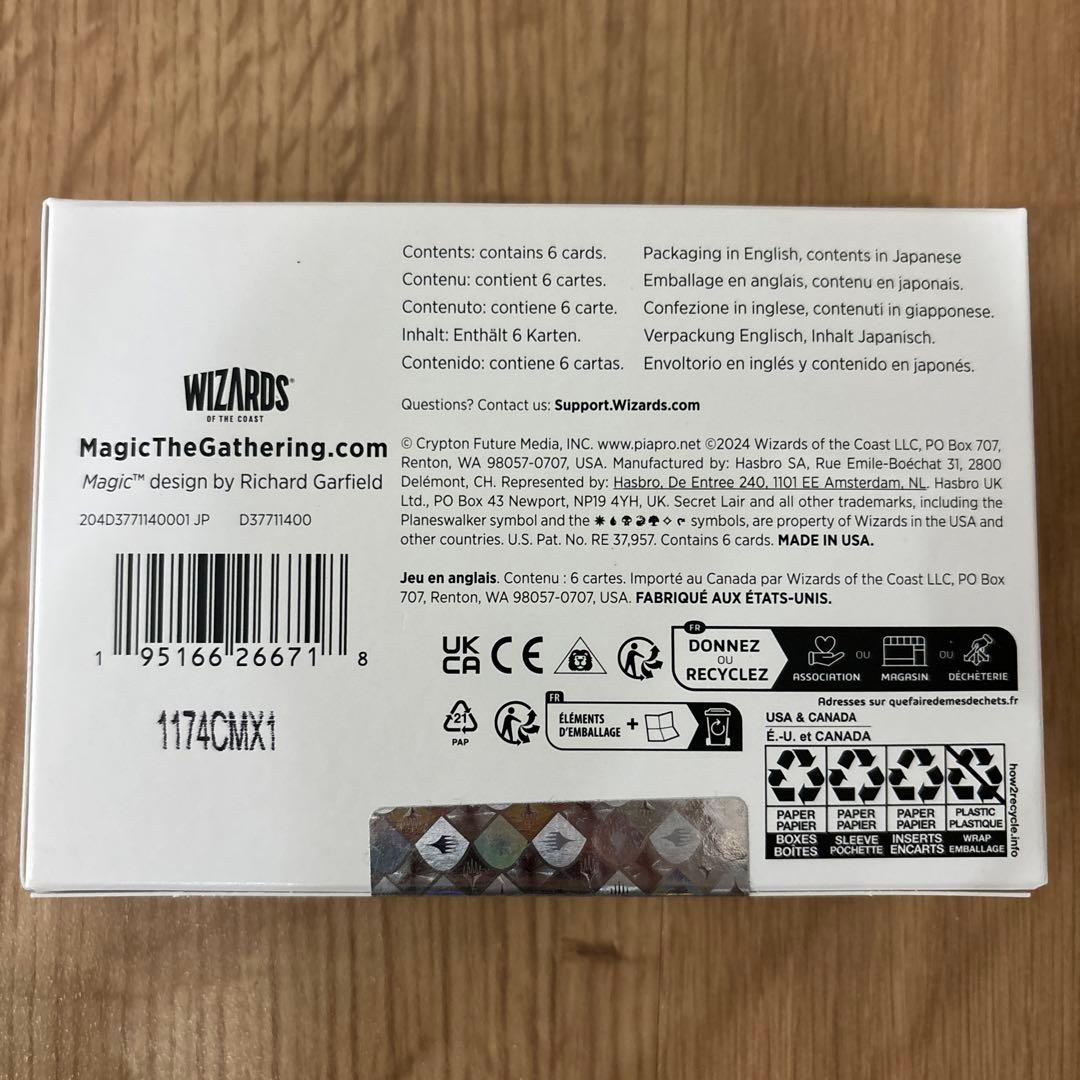 Contents: contains 6 cards.
Contenu: contient 6 cartes.
Contenuto: contiene 6 carte.
Inhalt: Enthält 6 Karten.
Contenido: contiene 6 cartas.
Packaging in English, contents in Japanese
Emballage en anglais, contenu en japonais.
Confezione in inglese, contenuti in giapponese.
Verpackung Englisch, Inhalt Japanisch.
Envoltorio en inglés y contenido en japonés.
WIZARDS®
OF THE COAST
MagicTheGathering.com
Magic™ design by Richard Garfield
204D3771140001 JP D37711400
1 95166 26671 8
1174CMX1
Questions? Contact us: Support.Wizards.com
© Crypton Future Media, INC. www.piapro.net ©2024 Wizards of the Coast LLC, PO Box 707,
Renton, WA 98057-0707, USA. Manufactured by: Hasbro SA, Rue Emile-Boéchat 31, 2800
Delémont, CH. Represented by: Hasbro, De Entree 240, 1101 EE Amsterdam, NL. Hasbro UK
Ltd., PO Box 43 Newport, NP19 4YH, UK. Secret Lair and all other trademarks, including the
Planeswalker symbol and the symbols, are property of Wizards in the USA and
other countries. U.S. Pat. No. RE 37,957. Contains 6 cards. MADE IN USA.
Jeu en anglais. Contenu : 6 cartes. Importé au Canada par Wizards of the Coast LLC, PO Box
707, Renton, WA 98057-0707, USA. FABRIQUÉ AUX ÉTATS-UNIS.
UK
CA
CE
FR
DONNEZ
OU
RECYCLEZ
ASSOCIATION
OU
MAGASIN
OU
DÉCHÈTERIE
Adresses sur quefairedemesdechets.fr
21
PAP
FR
ÉLÉMENTS
D'EMBALLAGE
+
USA & CANADA
É.-U. et CANADA
PAPER
PAPIER
BOXES
BOÎTES
PAPER
PAPIER
SLEEVE
POCHETTE
PAPER
PAPIER
INSERTS
ENCARTS
PLASTIC
PLASTIQUE
WRAP
EMBALLAGE
how2recycle.info